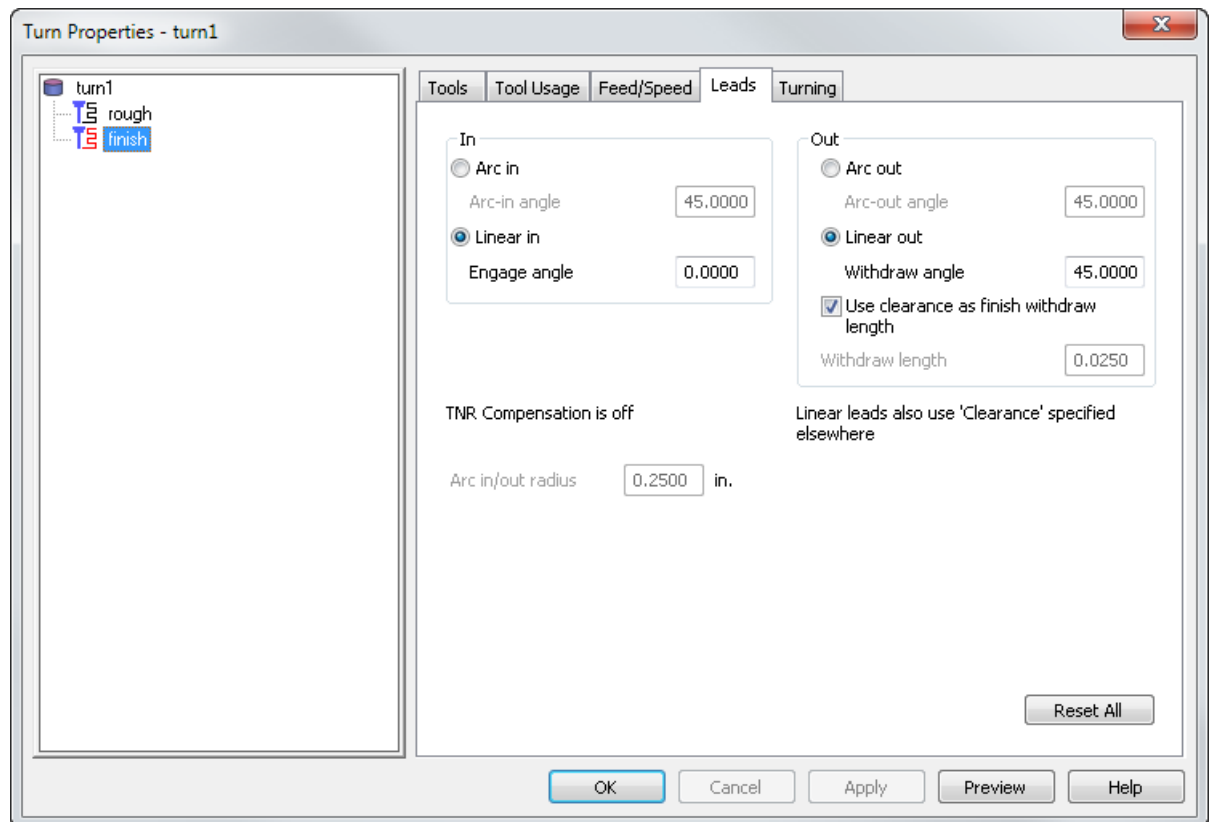 Turn Properties - turn1
turn1
rough
finish
Tools Tool Usage Feed/Speed Leads Turning
In
Arc in
Arc-in angle 45.0000
Linear in
Engage angle 0.0000
Out
Arc out
Arc-out angle 45.0000
Linear out
Withdraw angle 45.0000
Use clearance as finish withdraw
length
Withdraw length 0.0250
TNR Compensation is off
Linear leads also use 'Clearance' specified
elsewhere
Arc in/out radius 0.2500 in.
Reset All
OK Cancel Apply Preview Help